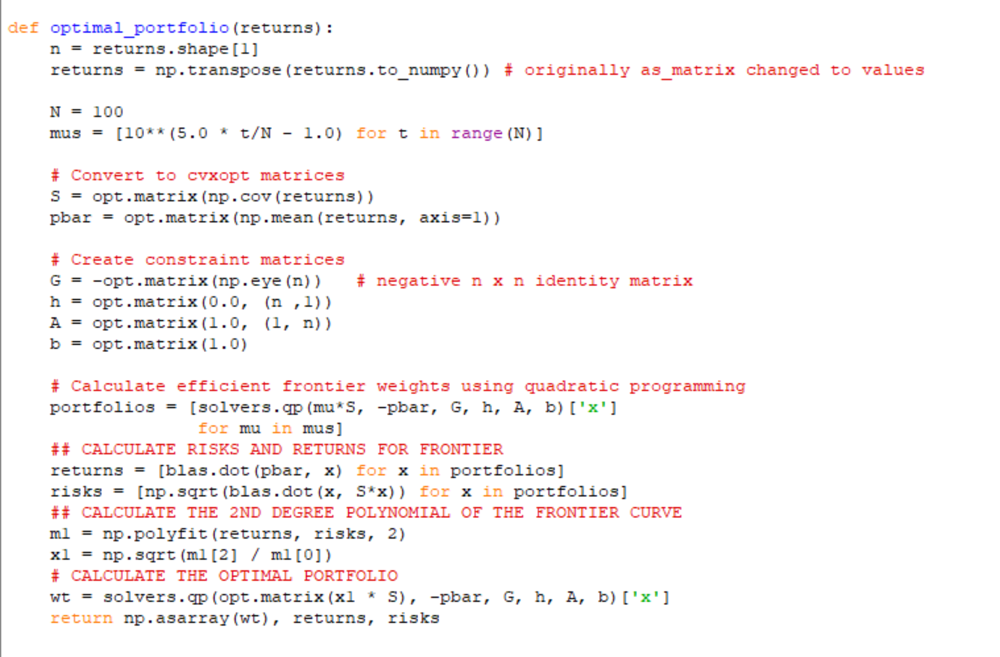 def optimal_portfolio(returns):
    n = returns.shape[1]
    returns = np.transpose(returns.to_numpy()) # originally as_matrix changed to values
    N = 100
    mus = [10**(5.0 * t/N - 1.0) for t in range(N)]
    # Convert to cvxopt matrices
    S = opt.matrix(np.cov(returns))
    pbar = opt.matrix(np.mean(returns, axis=1))
    # Create constraint matrices
    G = -opt.matrix(np.eye(n))   # negative n x n identity matrix
    h = opt.matrix(0.0, (n ,1))
    A = opt.matrix(1.0, (1, n))
    b = opt.matrix(1.0)
    # Calculate efficient frontier weights using quadratic programming
    portfolios = [solvers.qp(mu*S, -pbar, G, h, A, b)['x']
                  for mu in mus]
    ## CALCULATE RISKS AND RETURNS FOR FRONTIER
    returns = [blas.dot(pbar, x) for x in portfolios]
    risks = [np.sqrt(blas.dot(x, S*x)) for x in portfolios]
    ## CALCULATE THE 2ND DEGREE POLYNOMIAL OF THE FRONTIER CURVE
    m1 = np.polyfit(returns, risks, 2)
    x1 = np.sqrt(m1[2] / m1[0])
    # CALCULATE THE OPTIMAL PORTFOLIO
    wt = solvers.qp(opt.matrix(x1 * S), -pbar, G, h, A, b)['x']
    return np.asarray(wt), returns, risks